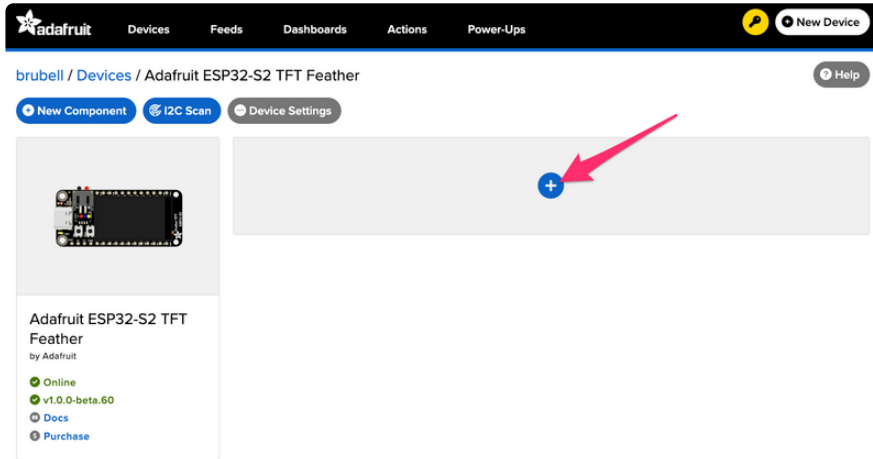 adafruit Devices Feeds Dashboards Actions Power-Ups New Device
brubell / Devices / Adafruit ESP32-S2 TFT Feather Help
New Component I2C Scan Device Settings
Adafruit ESP32-S2 TFT
Feather
by Adafruit
Online
v1.0.0-beta.60
Docs
Purchase